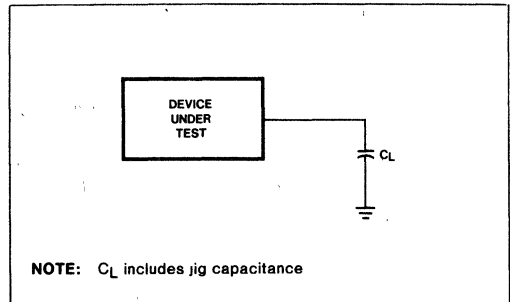 DEVICE
UNDER
TEST
CL
NOTE: CL includes jig capacitance